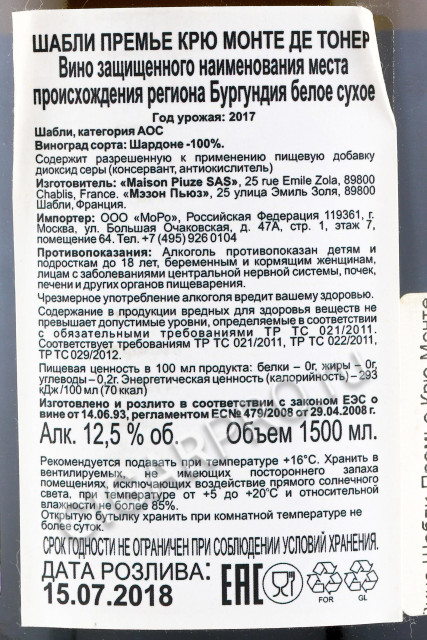 ШАБЛИ ПРЕМЬЕ КРЮ МОНТЕ ДЕ ТОНЕР
Вино защищенного наименования места
происхождения региона Бургундия белое сухое
Год урожая: 2017
Шабли, категория АОС
Виноград сорта: Шардоне -100%.
Содержит разрешенную к применению пищевую добавку
диоксид серы (консервант, антиокислитель)
Изготовитель: «Maison Piuze SAS», 25 rue Emile Zola, 89800
Chablis, France. «Мэзон Пьюз», 25 улица Эмиль Золя, 89800
Шабли, Франция.
Импортер: ООО «МоРо», Российская Федерация 119361, г.
Москва, ул. Большая Очаковская, д. 47А, стр. 1, этаж 7,
помещение 64. Тел. +7 (495) 926 0104
Противопоказания: Алкоголь противопоказан детям и
подросткам до 18 лет, беременным и кормящим женщинам,
лицам с заболеваниями центральной нервной системы, почек,
печени и других органов пищеварения.
Чрезмерное употребление алкоголя вредит вашему здоровью.
Содержание в продукции вредных для здоровья веществ не
превышает допустимые уровни, определяемые в соответствии
с обязательными требованиями ТР ТС 021/2011.
Соответствует требованиям ТР ТС 021/2011, ТР ТС 022/2011,
ТР ТС 029/2012.
Пищевая ценность в 100 мл продукта: белки – 0г, жиры – 0г,
углеводы – 0,2г. Энергетическая ценность (калорийность) – 293
кДж /100 мл (70 ккал)
Изготовлено и розлито в соответствии с законом ЕЭС о
вине от 14.06.93, регламентом ЕС№ 479/2008 от 29.04.2008 г.
Алк. 12,5 % об. Объем 1500 мл.
Рекомендуется подавать при температуре +16°С. Хранить в
вентилируемых, не имеющих постороннего запаха
помещениях, исключающих воздействие прямого солнечного
света, при температуре от +5 до +20°С и относительной
влажности не более 85%.
Открытую бутылку хранить при комнатной температуре не
более суток.
СРОК ГОДНОСТИ НЕ ОГРАНИЧЕН ПРИ СОБЛЮДЕНИИ УСЛОВИЙ ХРАНЕНИЯ.
ДАТА РОЗЛИВА:
15.07.2018
EAC
FOR GL
Крю Монте